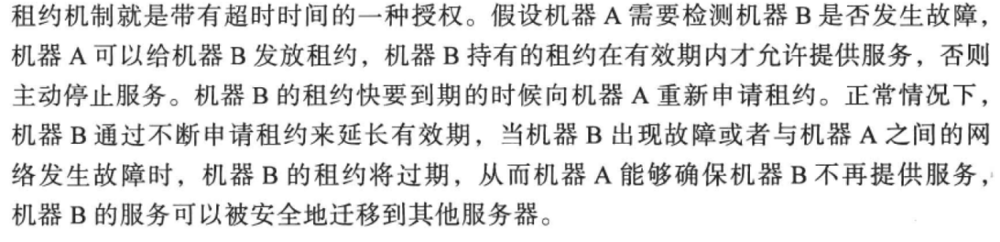 租约机制就是带有超时时间的一种授权。假设机器 A 需要检测机器 B 是否发生故障，
机器 A 可以给机器 B 发放租约，机器 B 持有的租约在有效期内才允许提供服务，否则
主动停止服务。机器 B 的租约快要到期的时候向机器 A 重新申请租约。正常情况下，
机器 B 通过不断申请租约来延长有效期，当机器 B 出现故障或者与机器 A 之间的网
络发生故障时，机器 B 的租约将过期，从而机器 A 能够确保机器 B 不再提供服务，
机器 B 的服务可以被安全地迁移到其他服务器。